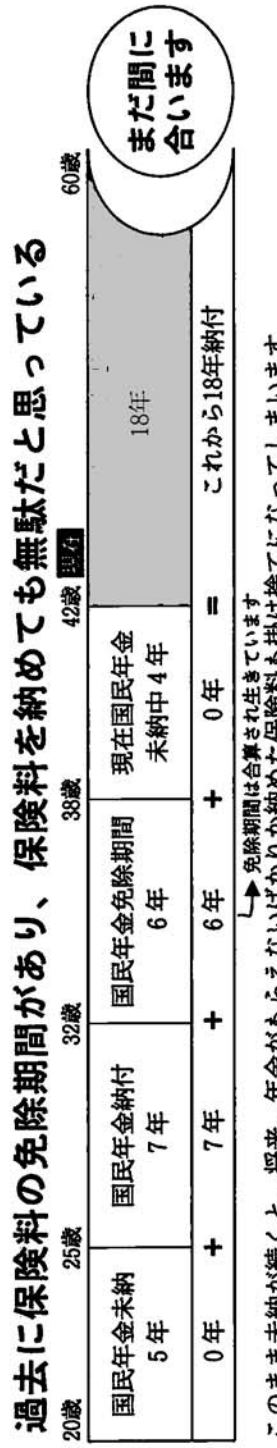 過去に保険料の免除期間があり、保険料を納めても無駄だと思っている
20歳 25歳 32歳 38歳 42歳 現在 60歳
国民年金未納 国民年金納付 国民年金免除期間 現在国民年金
5年 7年 6年 未納中4年 18年
0年 + 7年 + 6年 + 0年 = これから18年納付
まだ間に
合います
免除期間は合算され生きています
このまま未納が続くと、将来、年金がもらえないばかりか納めた保険料も掛け捨てになってしまいます